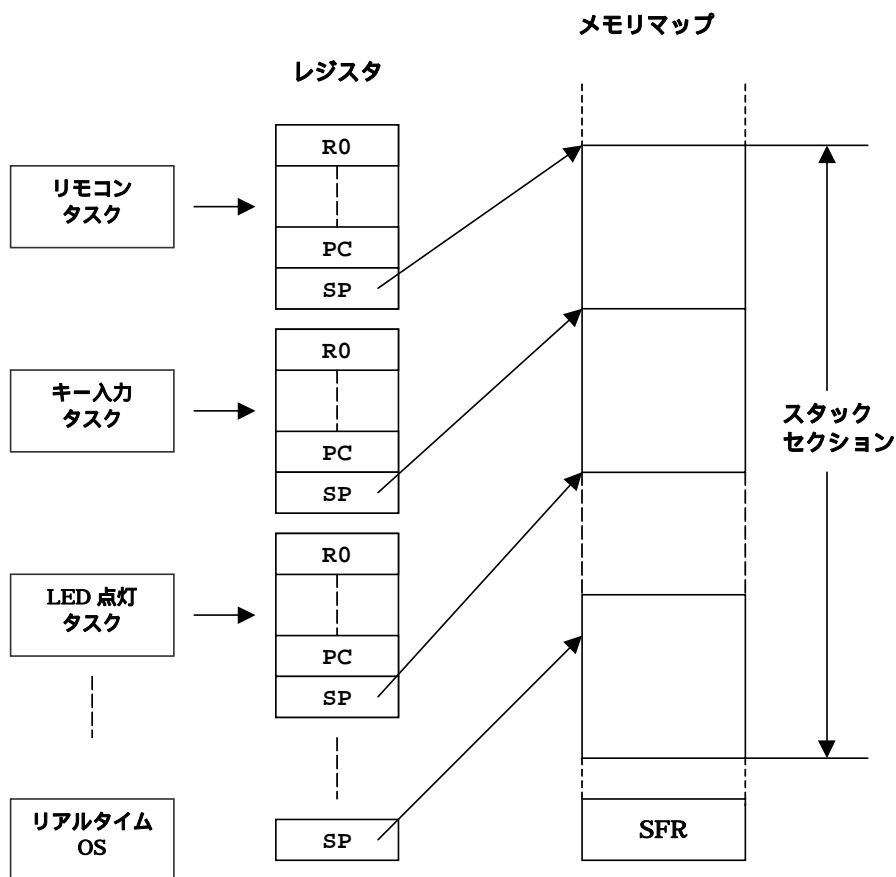 メモリマップ
レジスタ
リモコン
タスク
R0
PC
SP
キー入力
タスク
R0
PC
SP
スタック
セクション
LED 点灯
タスク
R0
PC
SP
リアルタイム
OS
SP
SFR